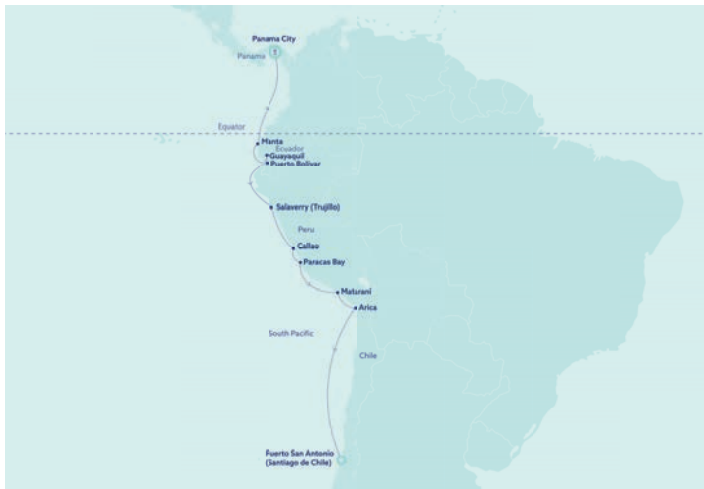 Panama City
Panama
Equator
Manta
Ecuador
Guayaquil
Puerto Bolivar
Salaverry (Trujillo)
Peru
Callao
Paracas Bay
Matarani
Arica
South Pacific
Chile
Puerto San Antonio
(Santiago de Chile)